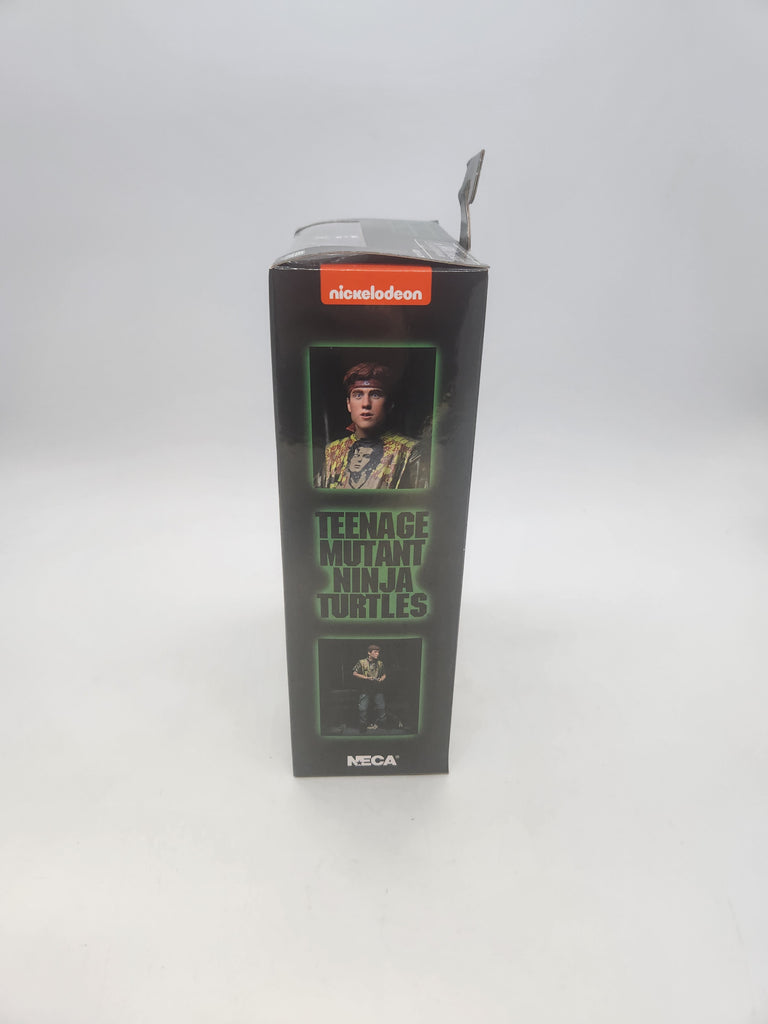 nickelodeon
TEENAGE
MUTANT
NINJA
TURTLES
NECA®